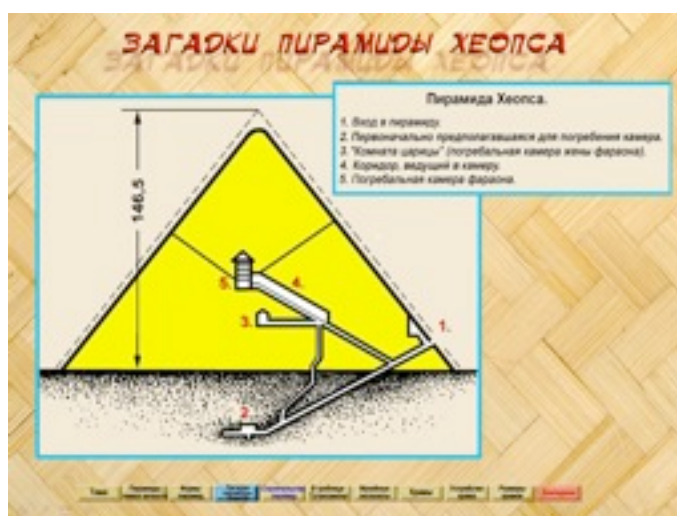 ЗАГАДКИ ПИРАМИДЫ ХЕОПСА
Пирамида Хеопса.
1. Вход в пирамиду.
2. Первоначально предполагавшаяся для погребения камера.
3. "Комната царицы" (погребальная камера жены фараона).
4. Коридор, ведущий в камеру.
5. Погребальная камера фараона.
146,5
5.
4.
3.
1.
2.